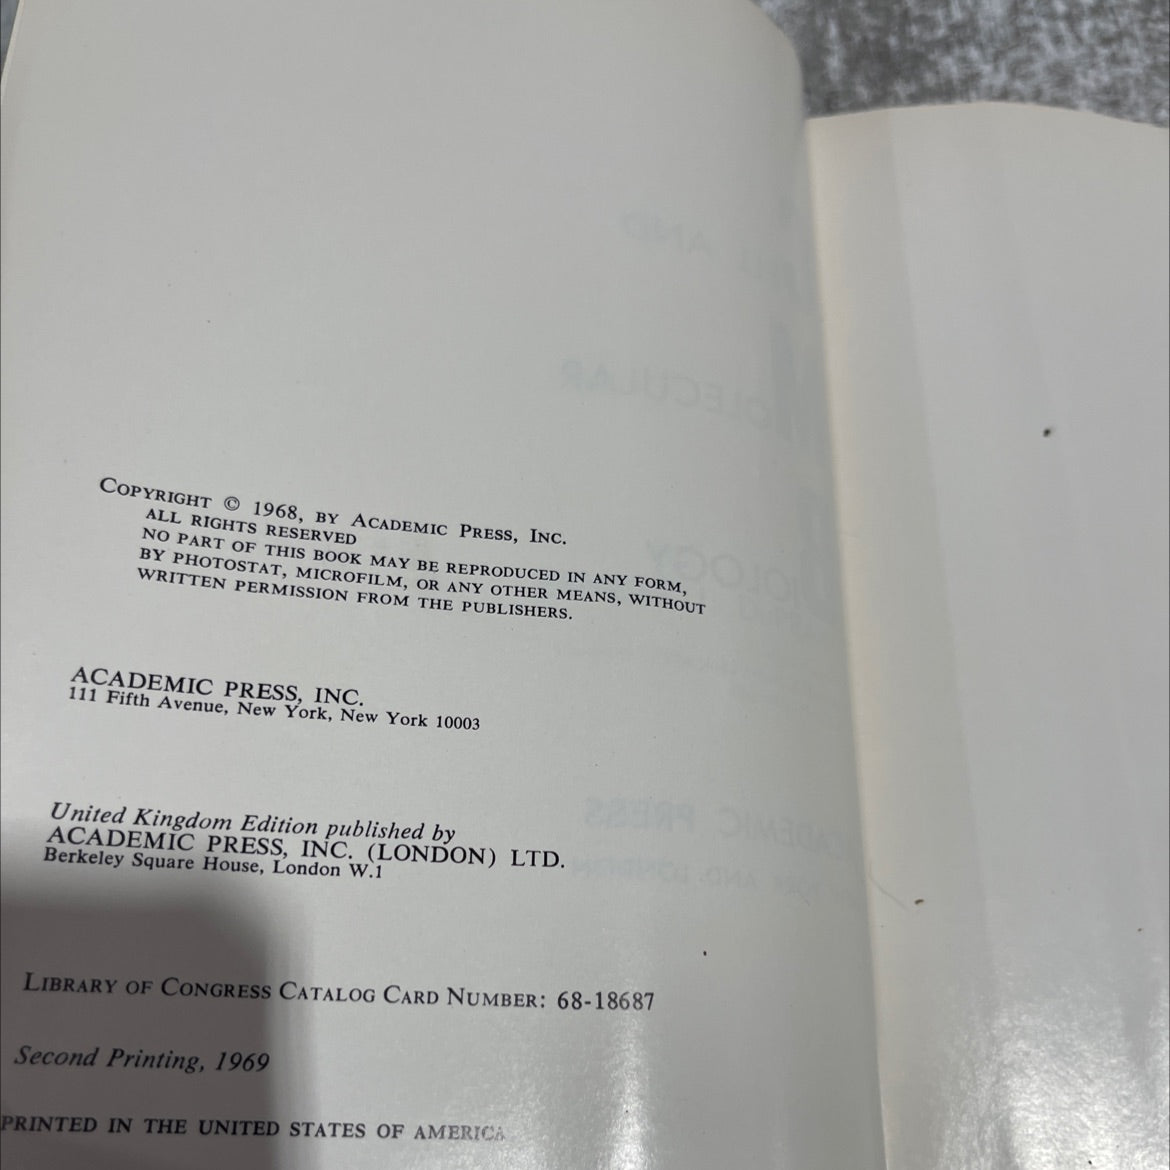 COPYRIGHT © 1968, BY ACADEMIC PRESS, INC.
ALL RIGHTS RESERVED
NO PART OF THIS BOOK MAY BE REPRODUCED IN ANY FORM,
BY PHOTOSTAT, MICROFILM, OR ANY OTHER MEANS, WITHOUT
WRITTEN PERMISSION FROM THE PUBLISHERS.
ACADEMIC PRESS, INC.
111 Fifth Avenue, New York, New York 10003
United Kingdom Edition published by
ACADEMIC PRESS, INC. (LONDON) LTD.
Berkeley Square House, London W.1
LIBRARY OF CONGRESS CATALOG CARD NUMBER: 68-18687
Second Printing, 1969
PRINTED IN THE UNITED STATES OF AMERICA